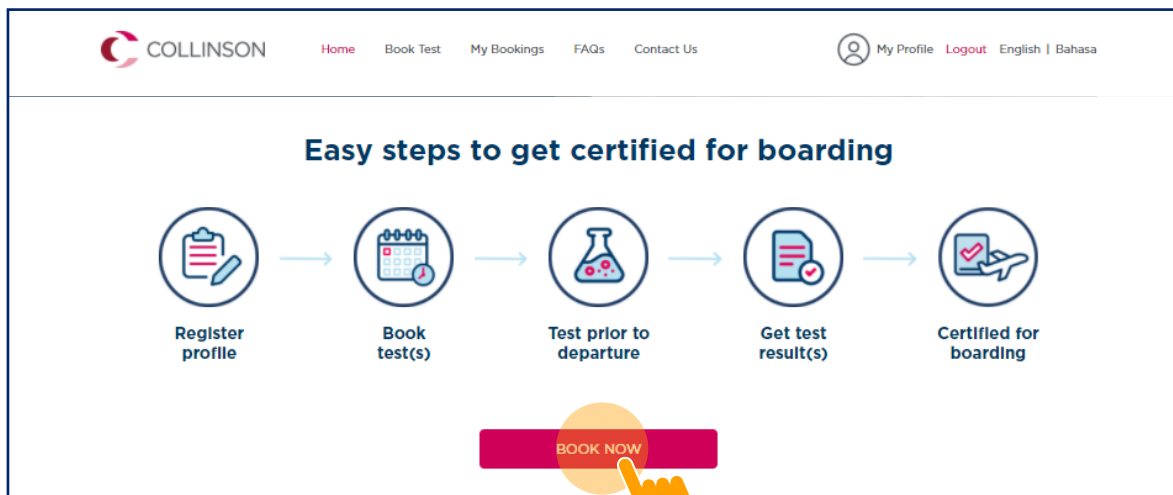 COLLINSON
Home Book Test My Bookings FAQs Contact Us
My Profile Logout English | Bahasa
Easy steps to get certified for boarding
Register
profile
Book
test(s)
Test prior to
departure
Get test
result(s)
Certified for
boarding
BOOK NOW